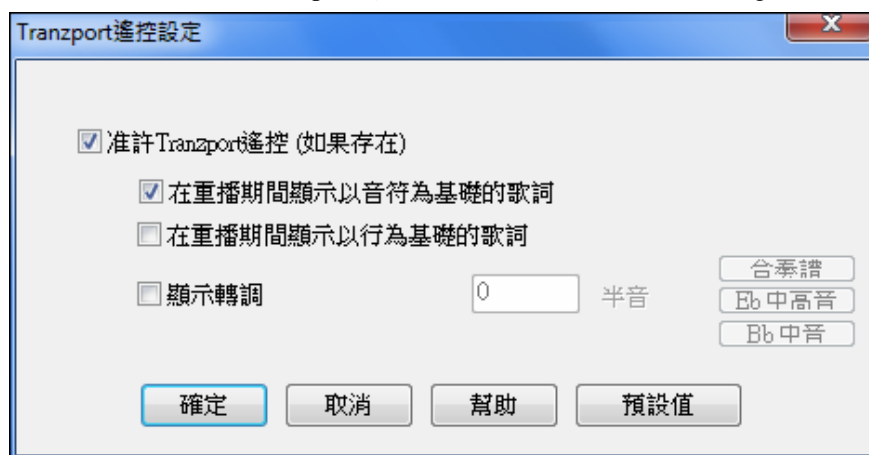 Tranzport遙控設定
x
准許Tranzport遙控 (如果存在)
在重播期間顯示以音符為基礎的歌詞
在重播期間顯示以行為基礎的歌詞
顯示轉調 0 半音
合奏譜
Eb 中高音
Bb 中音
確定 取消 幫助 預設值